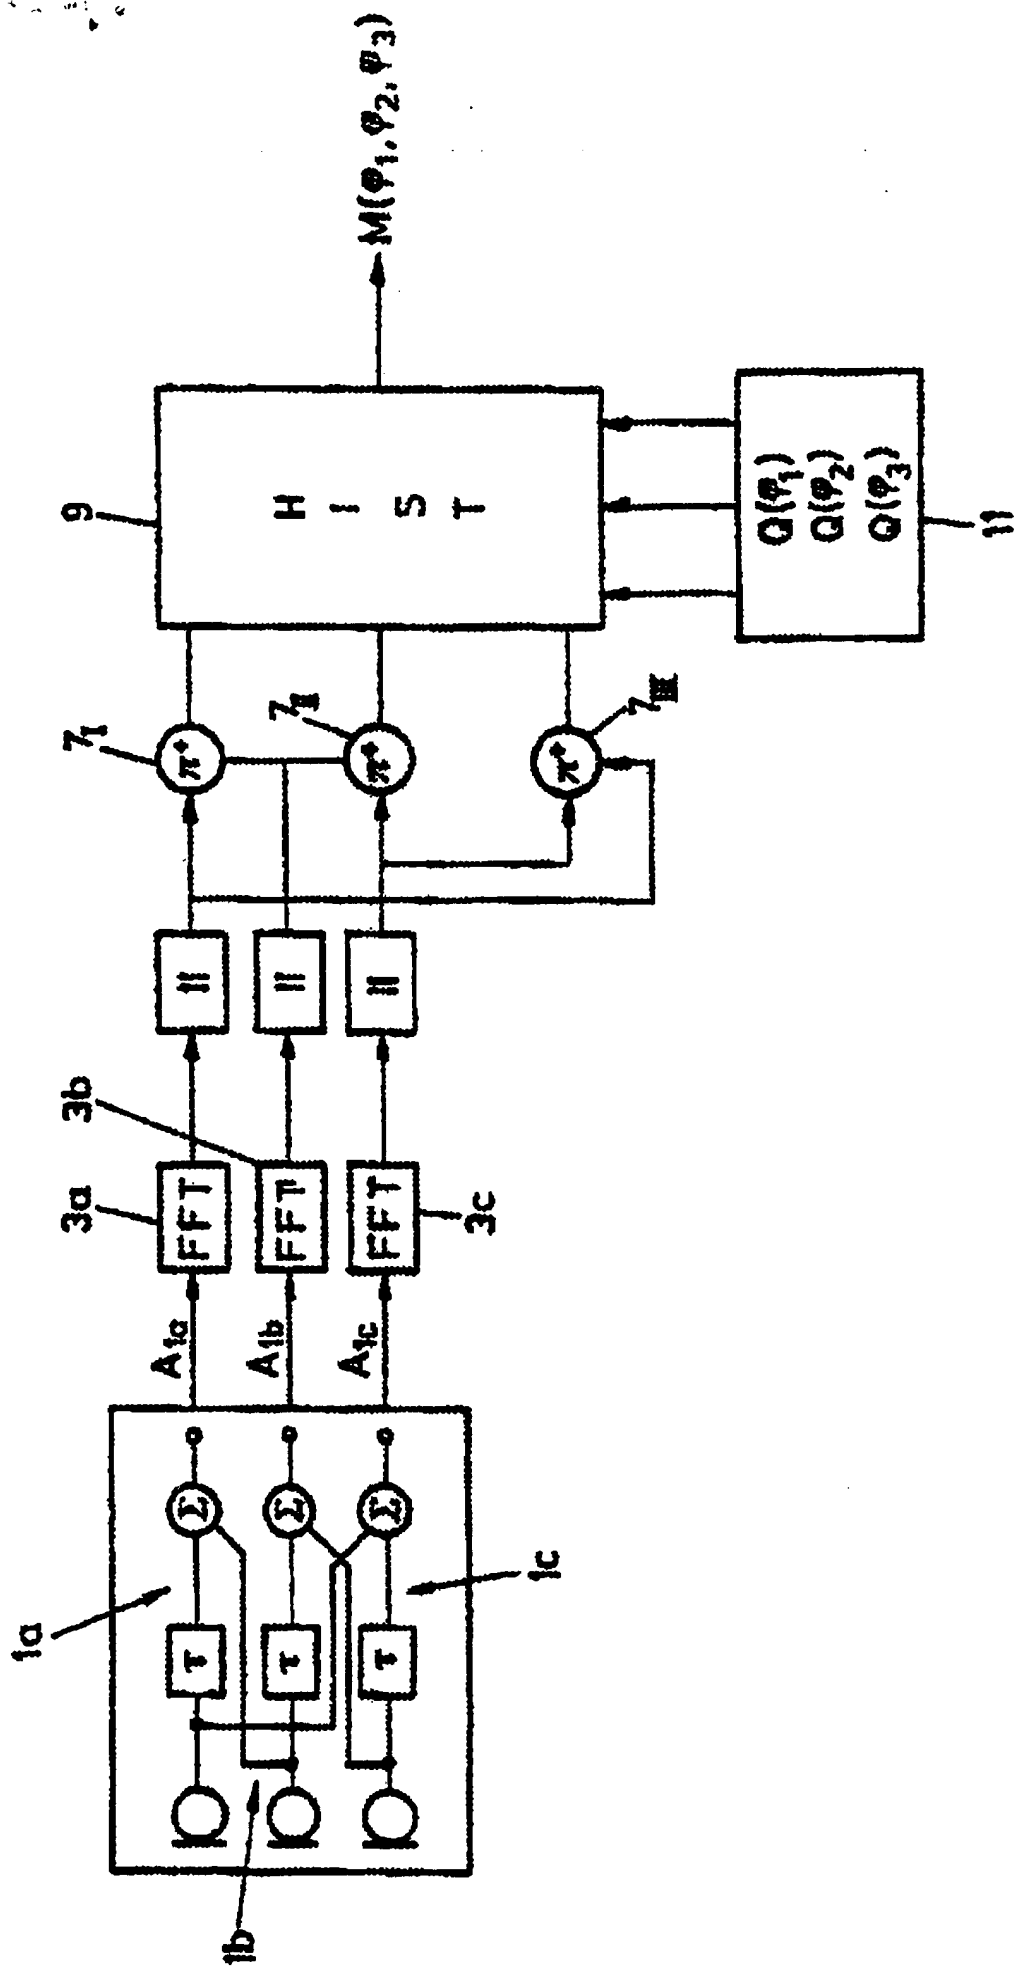 1a
1b
1c
τ
τ
τ
Σ
Σ
Σ
A1a
A1b
A1c
3a
3b
3c
FFT
FFT
FFT
||
||
||
7I
7II
7III
π+
π+
π+
9
HIST
Q(φ1)
Q(φ2)
Q(φ3)
11
M(φ1, φ2, φ3)